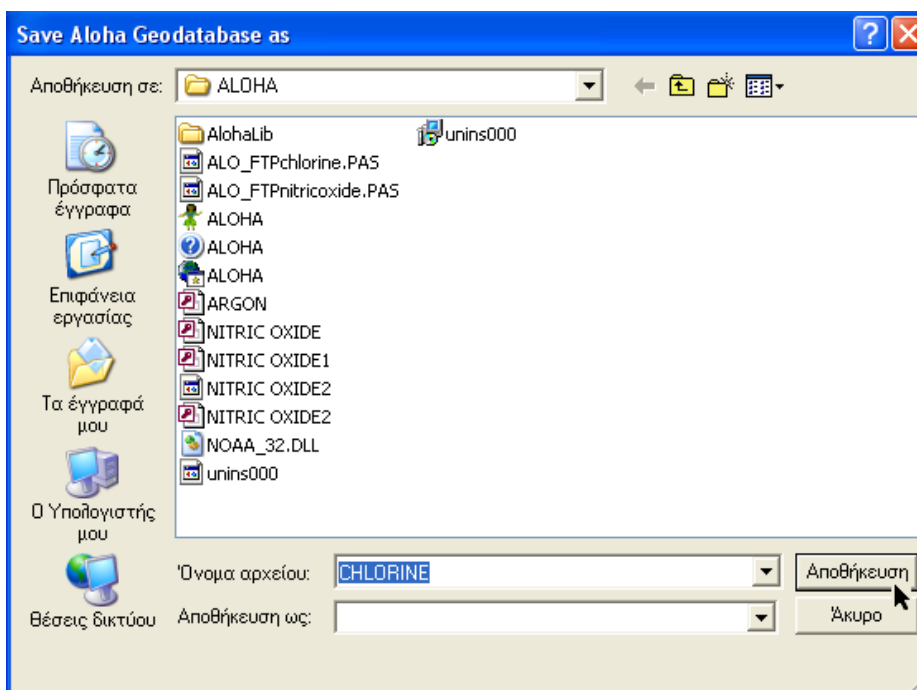 Save Aloha Geodatabase as
Αποθήκευση σε:
ALOHA
Πρόσφατα
έγγραφα
Επιφάνεια
εργασίας
Τα έγγραφά
μου
Ο Υπολογιστής
μου
Θέσεις δικτύου
AlohaLib
ALO_FTPchlorine.PAS
ALO_FTPnitricoxide.PAS
ALOHA
ALOHA
ALOHA
ARGON
NITRIC OXIDE
NITRIC OXIDE1
NITRIC OXIDE2
NITRIC OXIDE2
NOAA_32.DLL
unins000
unins000
Όνομα αρχείου:
CHLORINE
Αποθήκευση
Αποθήκευση ως:
Άκυρο